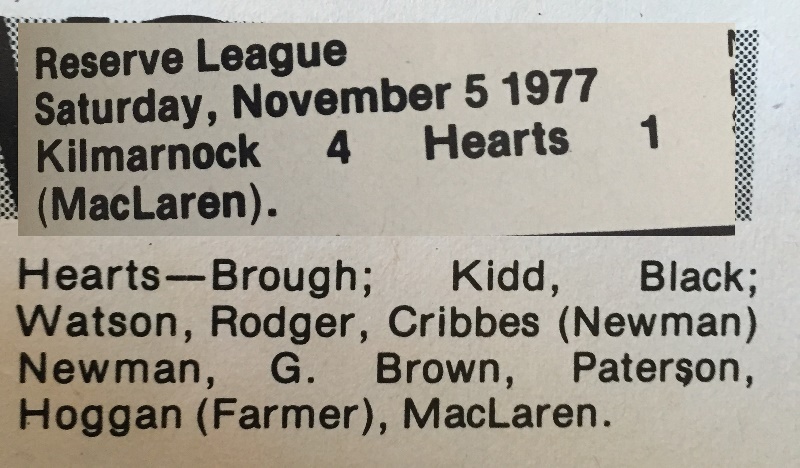 Reserve League
Saturday, November 5 1977
Kilmarnock 4 Hearts 1
(MacLaren).
Hearts—Brough; Kidd, Black;
Watson, Rodger, Cribbes (Newman)
Newman, G. Brown, Paterson,
Hoggan (Farmer), MacLaren.